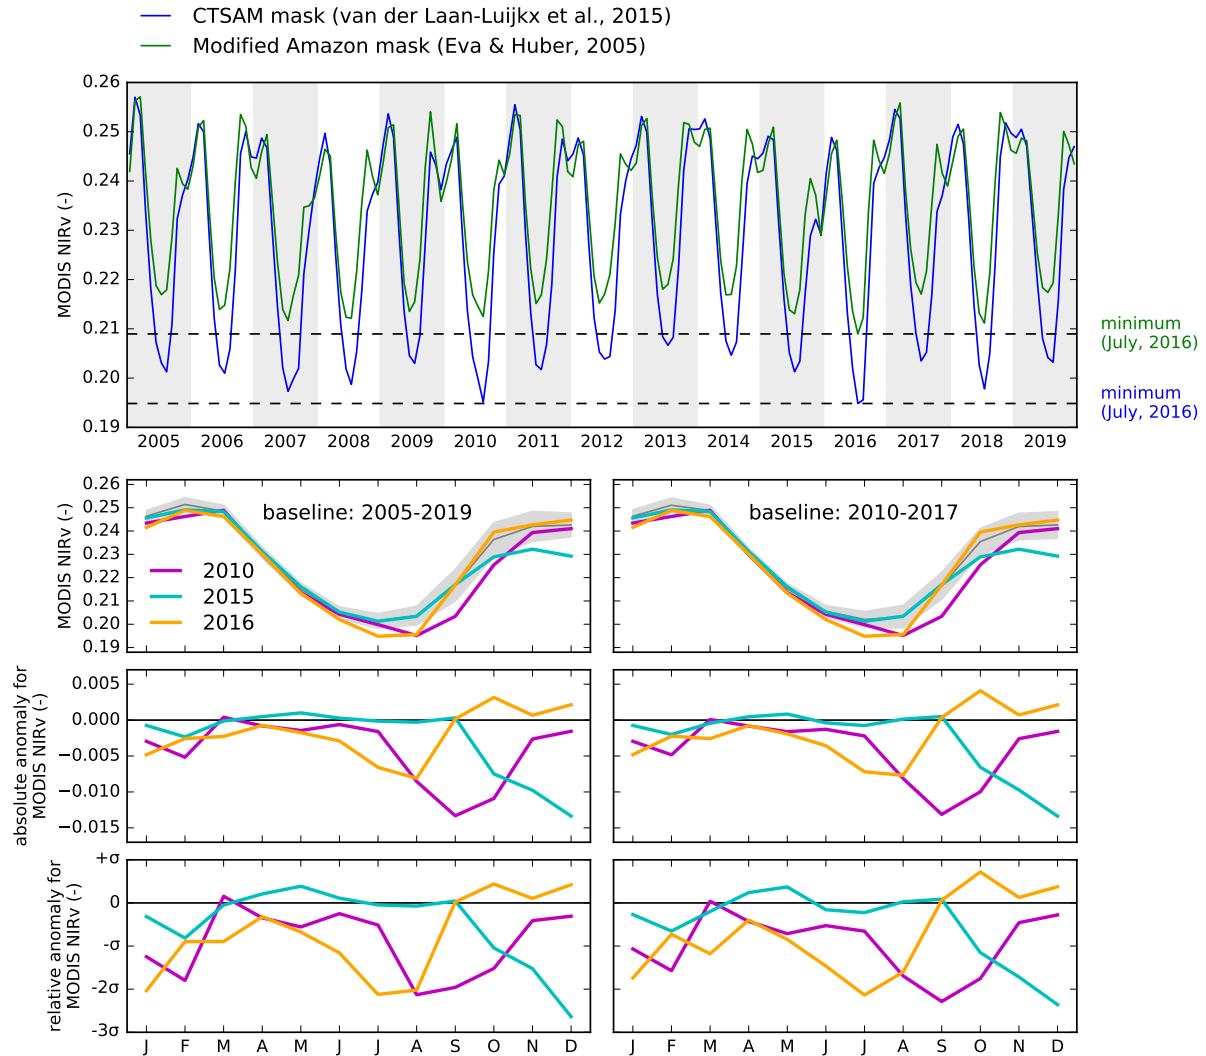 CTSAM mask (van der Laan-Luijkx et al., 2015)
Modified Amazon mask (Eva & Huber, 2005)
MODIS NIRv (-)
0.26
0.25
0.24
0.23
0.22
0.21
0.20
0.19
2005 2006 2007 2008 2009 2010 2011 2012 2013 2014 2015 2016 2017 2018 2019
minimum
(July, 2016)
minimum
(July, 2016)
MODIS NIRv (-)
0.26
0.25
0.24
0.23
0.22
0.21
0.20
0.19
baseline: 2005-2019
2010
2015
2016
baseline: 2010-2017
absolute anomaly for
MODIS NIRv (-)
0.005
0.000
−0.005
−0.010
−0.015
relative anomaly for
MODIS NIRv (-)
+σ
0
-σ
-2σ
-3σ
J F M A M J J A S O N D
J F M A M J J A S O N D